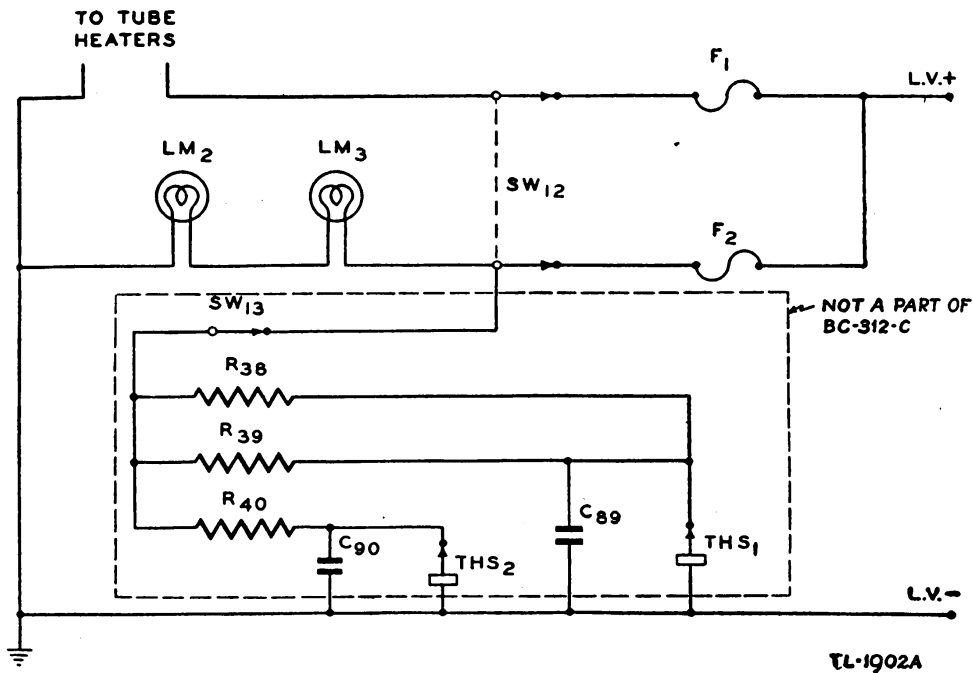 TO TUBE
HEATERS
F1
L.V.+
LM2
LM3
SW12
F2
SW13
NOT A PART OF
BC-312-C
R38
R39
R40
C90
THS2
C89
THS1
L.V.-
TL-1902A